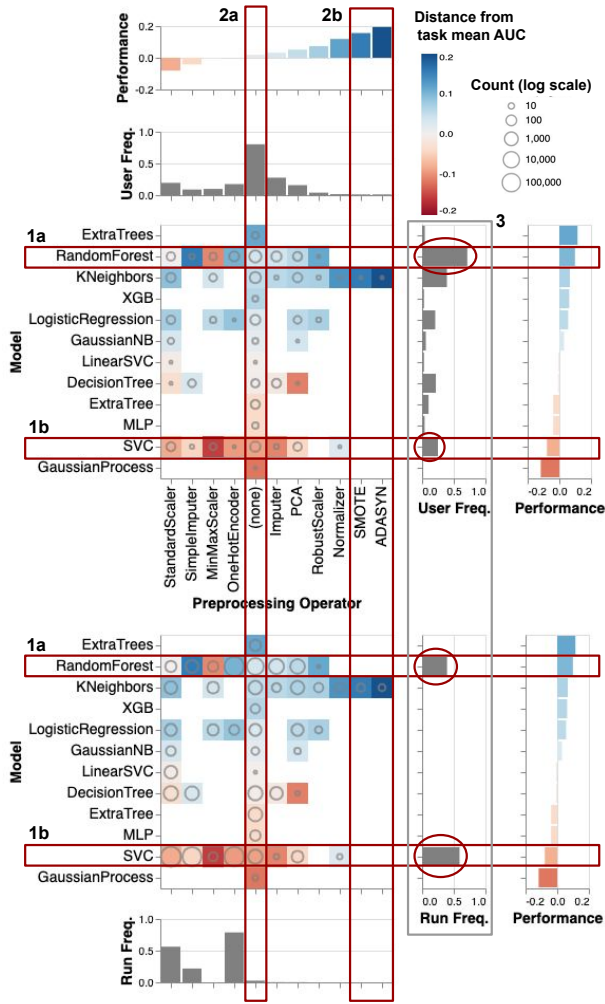 2a
2b
0.2
0.0
-0.2
Performance
Distance from
task mean AUC
0.2
0.1
0.0
-0.1
-0.2
Count (log scale)
10
100
1,000
10,000
100,000
1.0
0.5
0.0
User Freq.
3
1a
1b
Model
ExtraTrees
RandomForest
KNeighbors
XGB
LogisticRegression
GaussianNB
LinearSVC
DecisionTree
ExtraTree
MLP
SVC
GaussianProcess
StandardScaler
SimpleImputer
MinMaxScaler
OneHotEncoder
(none)
Imputer
PCA
RobustScaler
Normalizer
SMOTE
ADASYN
Preprocessing Operator
0.0 0.5 1.0
User Freq.
-0.2 0.0 0.2
Performance
1a
1b
Model
ExtraTrees
RandomForest
KNeighbors
XGB
LogisticRegression
GaussianNB
LinearSVC
DecisionTree
ExtraTree
MLP
SVC
GaussianProcess
0.0 0.5 1.0
Run Freq.
-0.2 0.0 0.2
Performance
1.0
0.5
0.0
Run Freq.